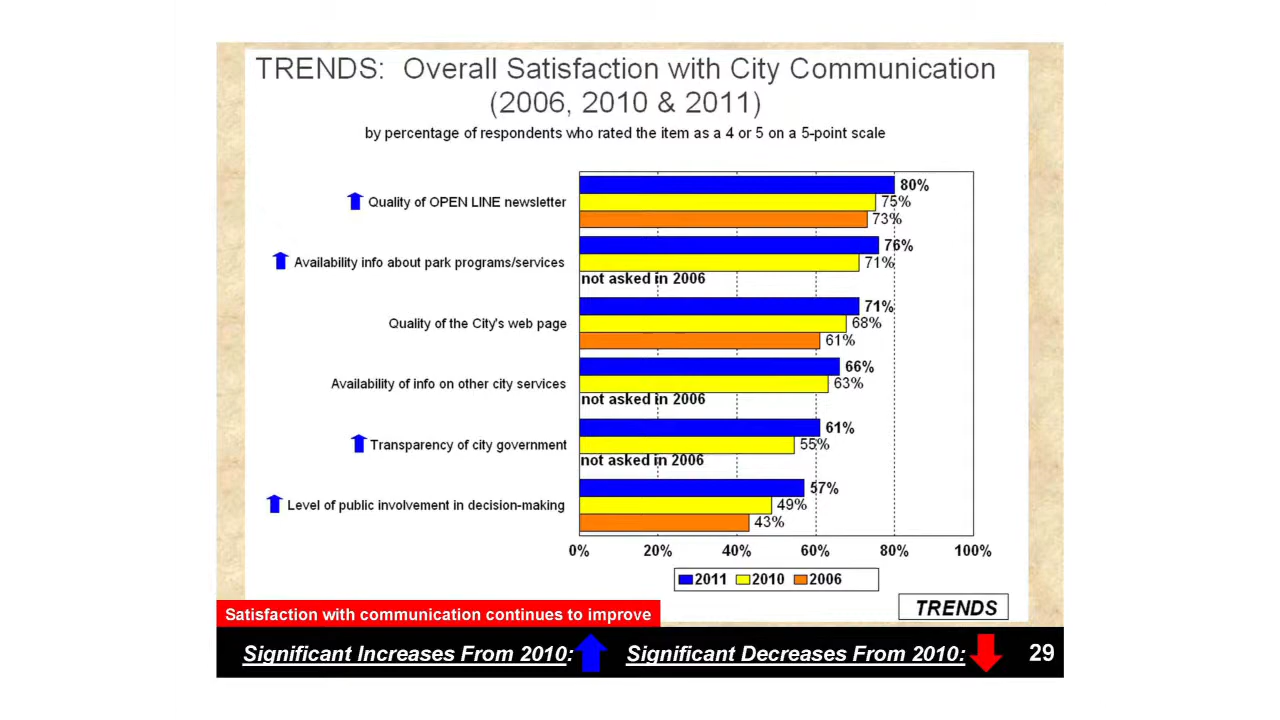 TRENDS: Overall Satisfaction with City Communication
(2006, 2010 & 2011)
by percentage of respondents who rated the item as a 4 or 5 on a 5-point scale
Quality of OPEN LINE newsletter
80%
75%
73%
Availability info about park programs/services
76%
71%
not asked in 2006
Quality of the City's web page
71%
68%
61%
Availability of info on other city services
66%
63%
not asked in 2006
Transparency of city government
61%
55%
not asked in 2006
Level of public involvement in decision-making
57%
49%
43%
0% 20% 40% 60% 80% 100%
2011 2010 2006
TRENDS
Satisfaction with communication continues to improve
Significant Increases From 2010: Significant Decreases From 2010: 29